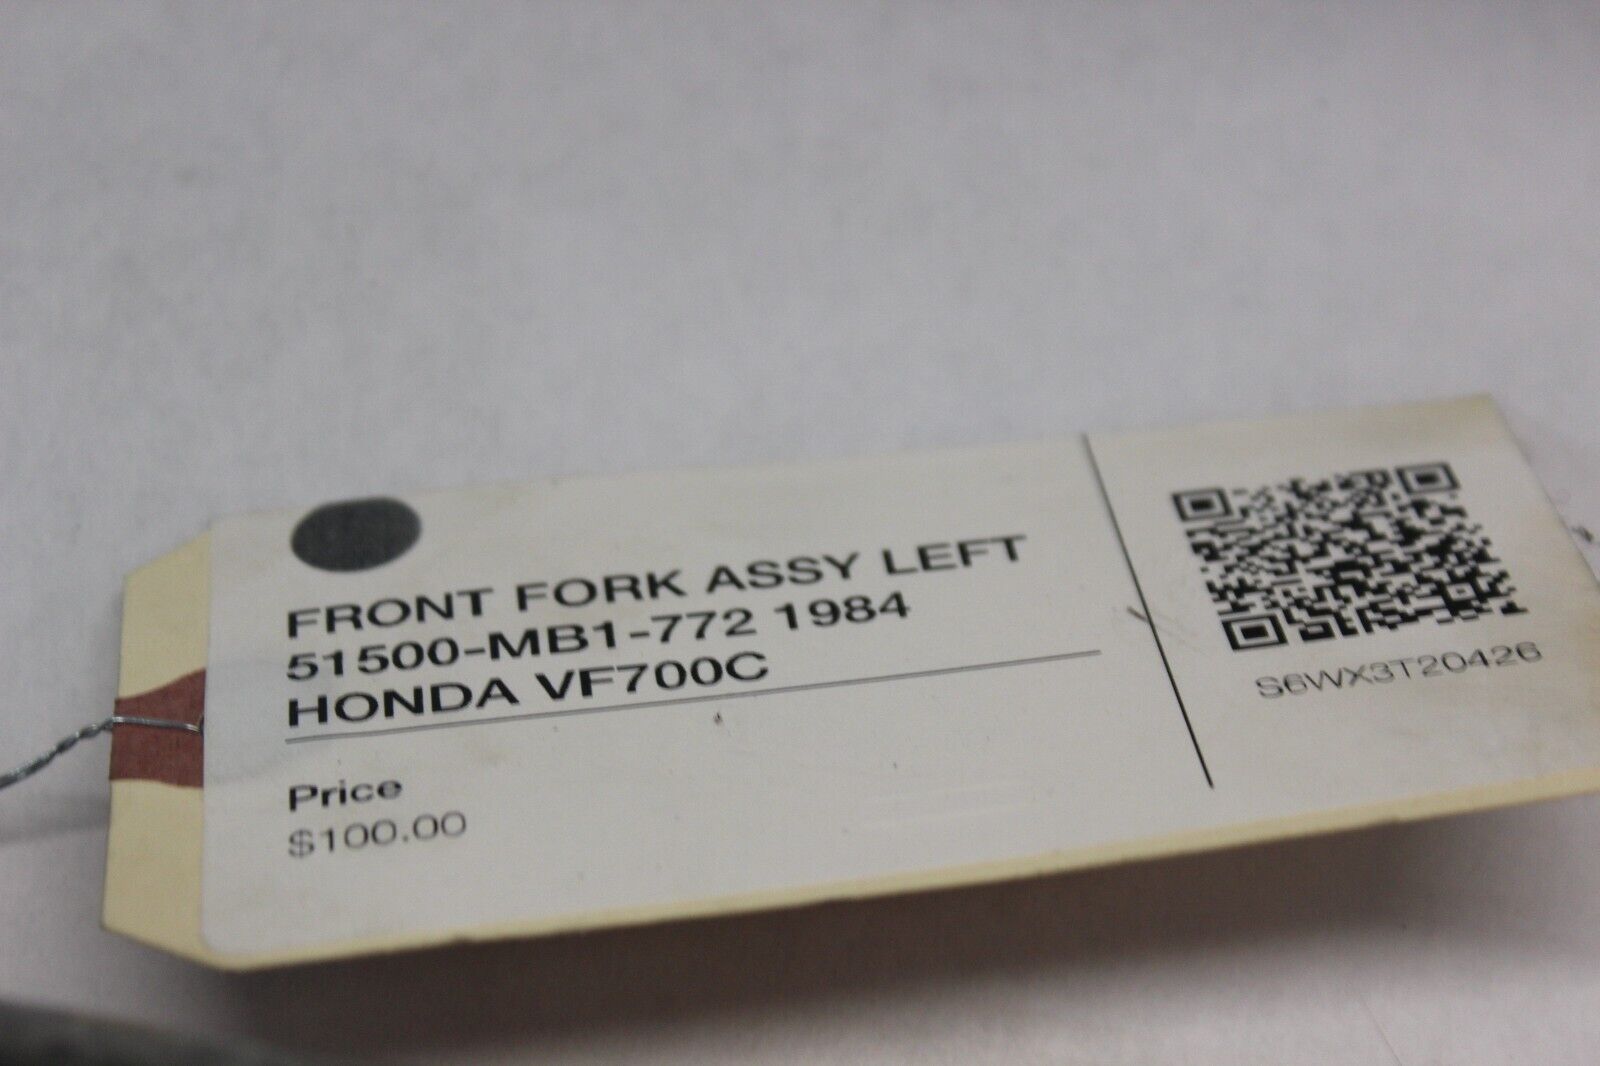 FRONT FORK ASSY LEFT
51500-MB1-772 1984
HONDA VF700C
Price
$100.00
S6WX3T20426